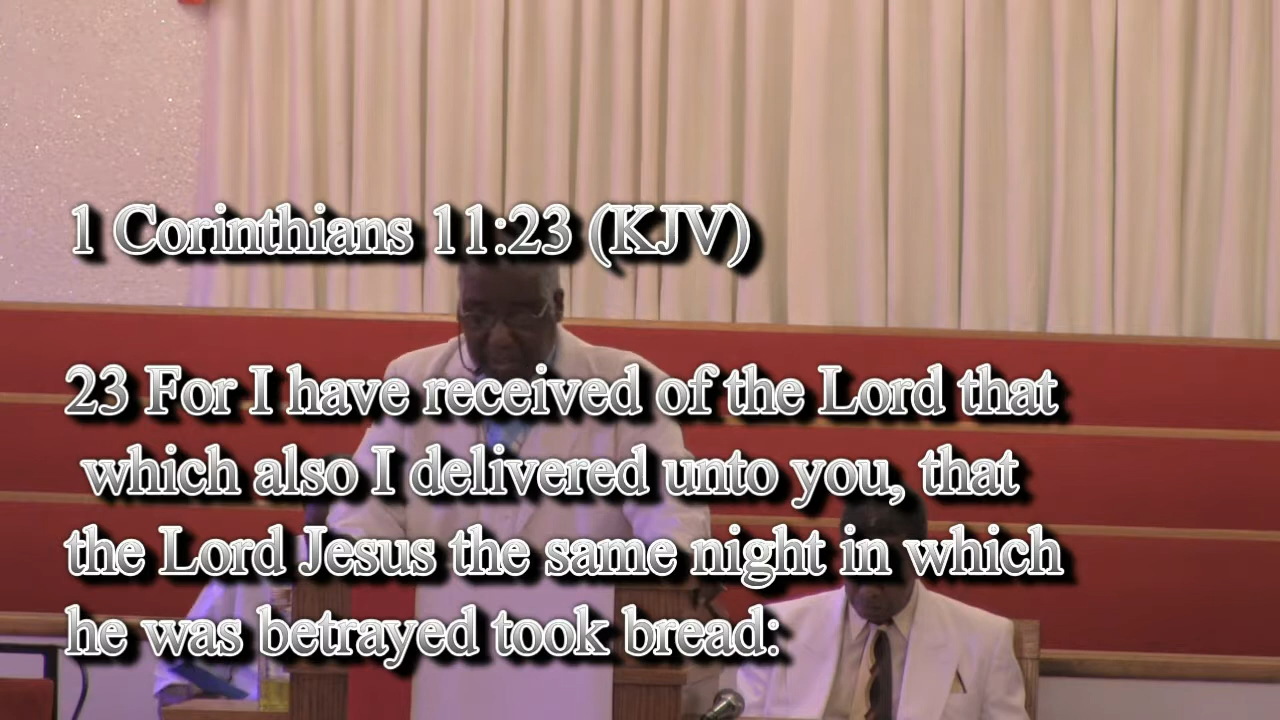 1 Corinthians 11:23 (KJV)
23 For I have received of the Lord that
which also I delivered unto you, that
the Lord Jesus the same night in which
he was betrayed took bread: